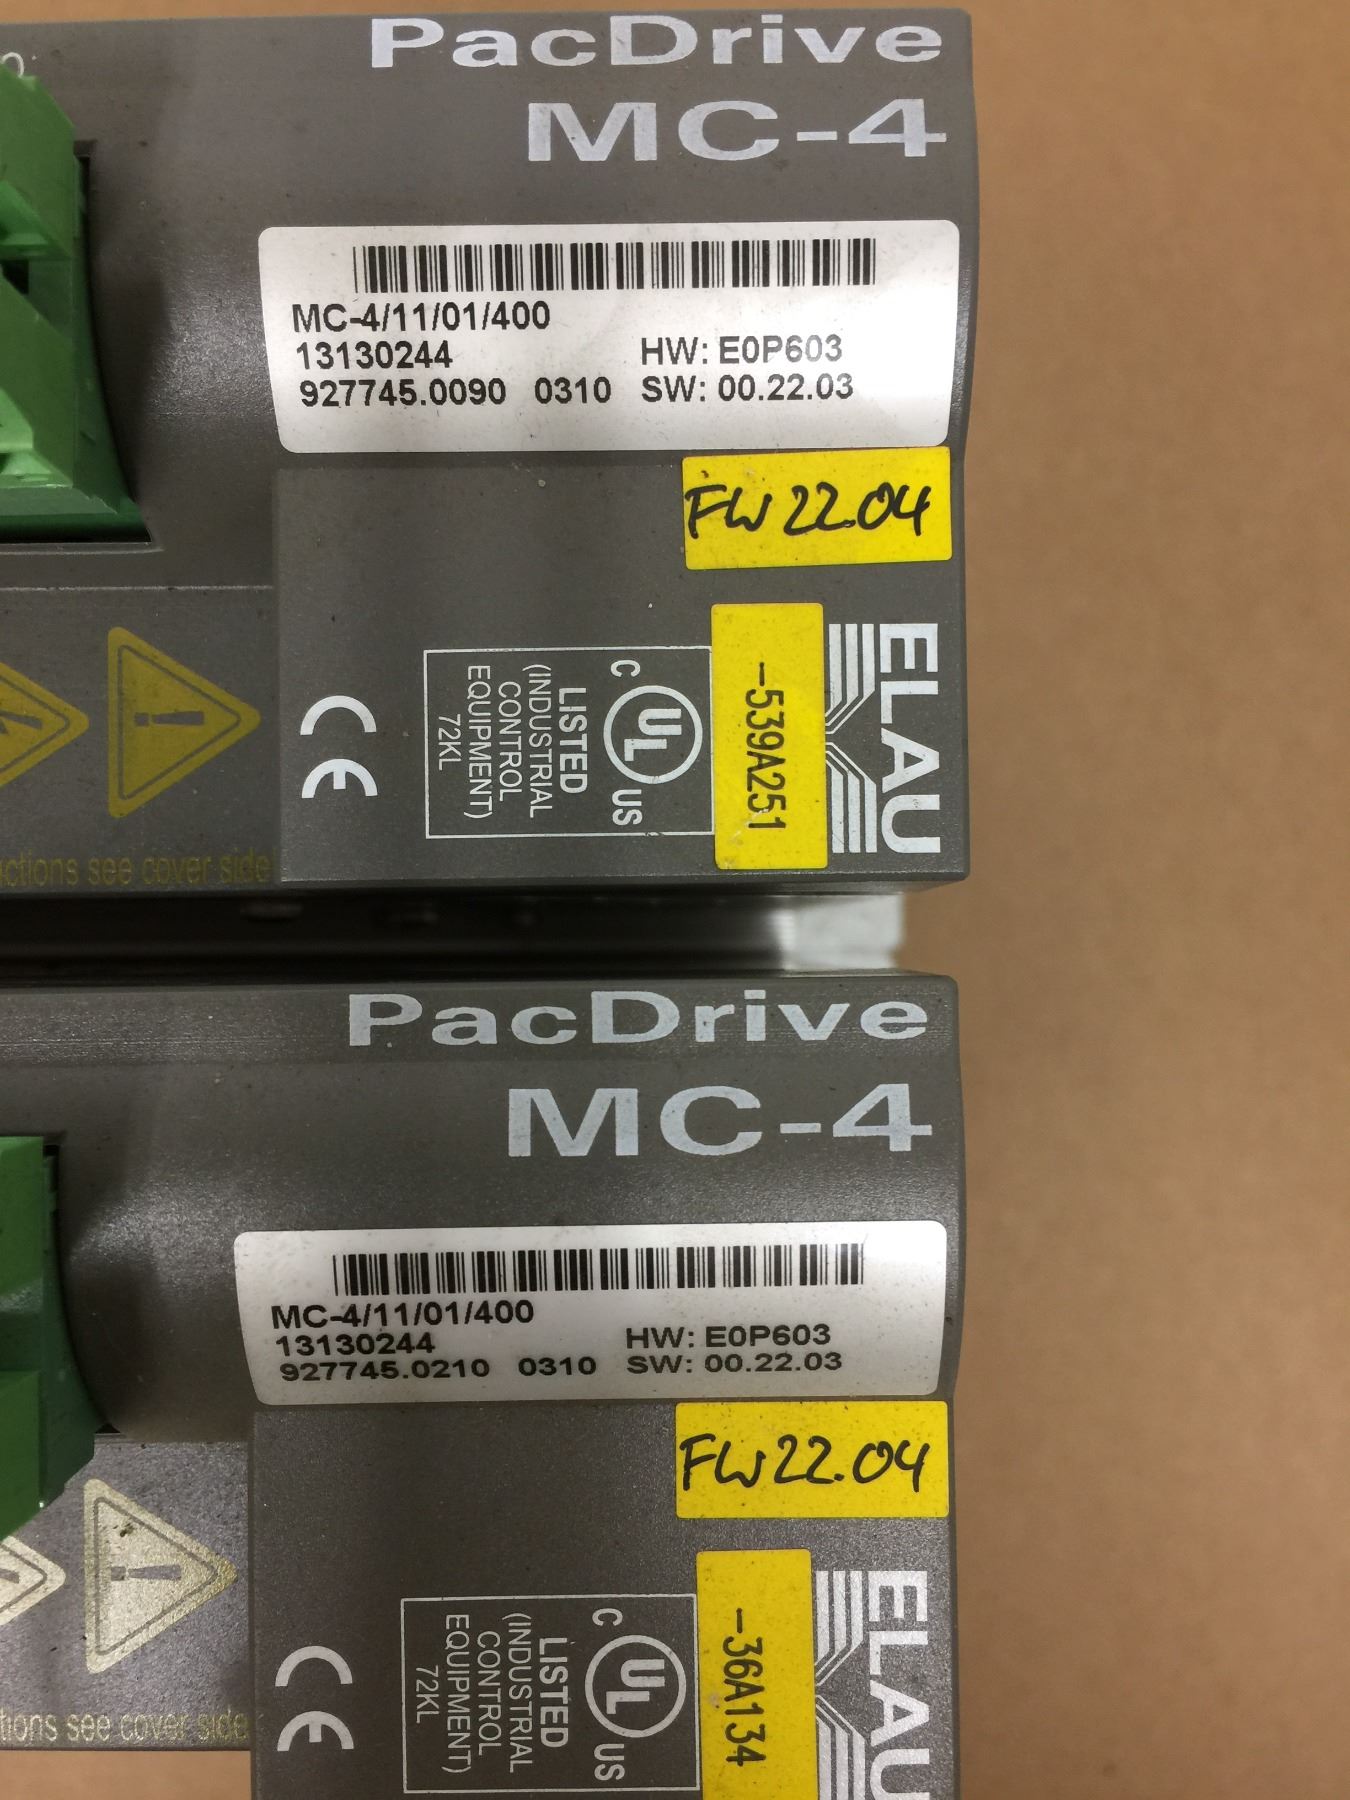 PacDrive
MC-4
MC-4/11/01/400
13130244 HW: E0P603
927745.0090 0310 SW: 00.22.03
FW 22.04
-539A251
ELAU
C UL US
LISTED
(INDUSTRIAL
CONTROL
EQUIPMENT)
72KL
CE
see cover side
PacDrive
MC-4
MC-4/11/01/400
13130244 HW: E0P603
927745.0210 0310 SW: 00.22.03
FW 22.04
-36A134
ELAU
C UL US
LISTED
(INDUSTRIAL
CONTROL
EQUIPMENT)
72KL
CE
see cover side